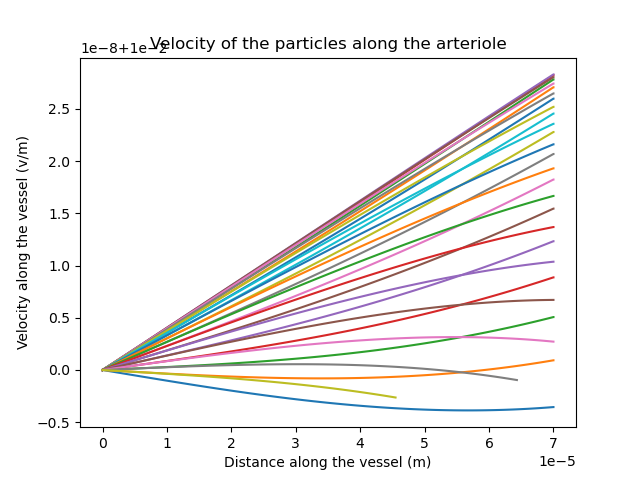 Velocity of the particles along the arteriole
1e−8+1e−2
2.5
2.0
1.5
1.0
0.5
0.0
−0.5
Velocity along the vessel (v/m)
0 1 2 3 4 5 6 7
1e−5
Distance along the vessel (m)